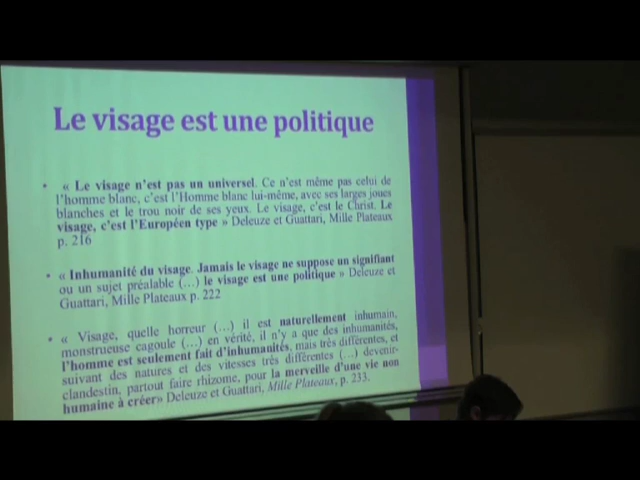 Le visage est une politique
• « Le visage n'est pas un universel. Ce n'est même pas celui de
l'homme blanc, c'est l'Homme blanc lui-même, avec ses larges joues
blanches et le trou noir de ses yeux. Le visage, c'est le Christ. Le
visage, c'est l'Européen type » Deleuze et Guattari, Mille Plateaux
p. 216
• « Inhumanité du visage. Jamais le visage ne suppose un signifiant
ou un sujet préalable (…) le visage est une politique » Deleuze et
Guattari, Mille Plateaux p. 222
• « Visage, quelle horreur (…) il est naturellement inhumain,
monstrueuse cagoule (…) en vérité, il n'y a que des inhumanités,
l'homme est seulement fait d'inhumanités, mais très différentes, et
suivant des natures et des vitesses très différentes (…) devenir-
clandestin, partout faire rhizome, pour la merveille d'une vie non
humaine à créer» Deleuze et Guattari, Mille Plateaux, p. 233.